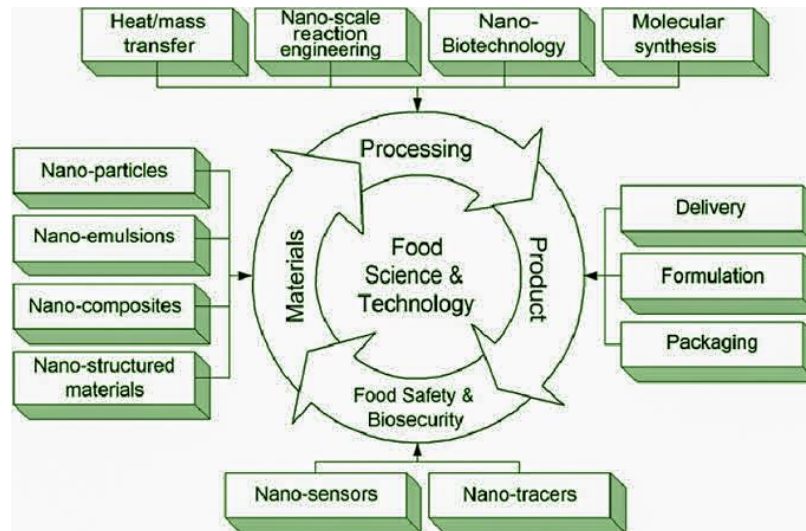 Heat/mass
transfer
Nano-scale
reaction
engineering
Nano-
Biotechnology
Molecular
synthesis
Processing
Nano-particles
Nano-emulsions
Nano-composites
Nano-structured
materials
Materials
Food
Science &
Technology
Product
Delivery
Formulation
Packaging
Food Safety &
Biosecurity
Nano-sensors
Nano-tracers